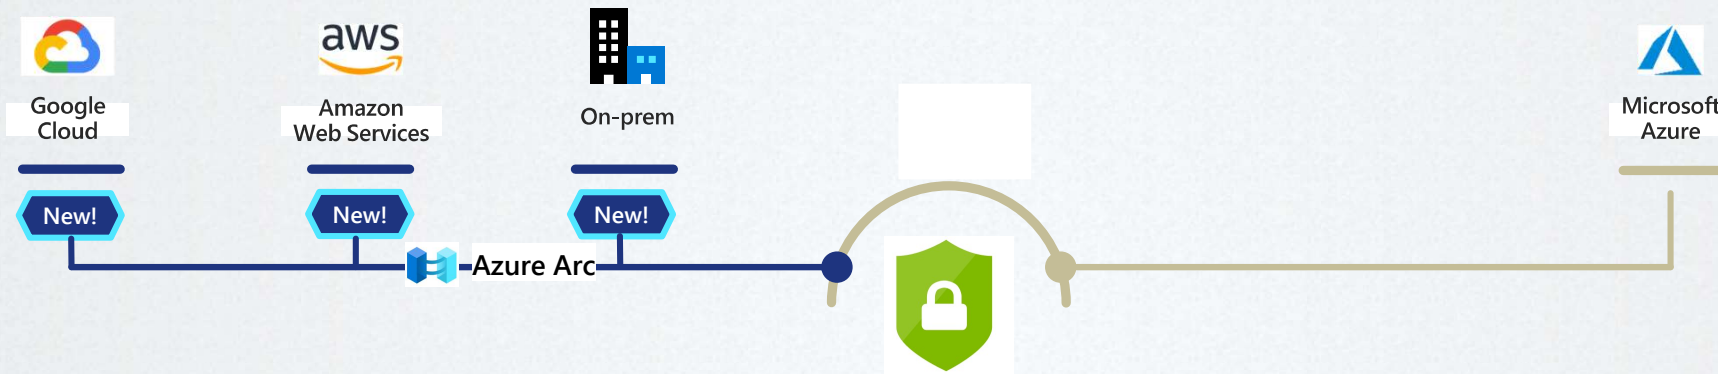 aws
Google
Cloud
Amazon
Web Services
On-prem
Microsoft
Azure
New!
New!
New!
Azure Arc